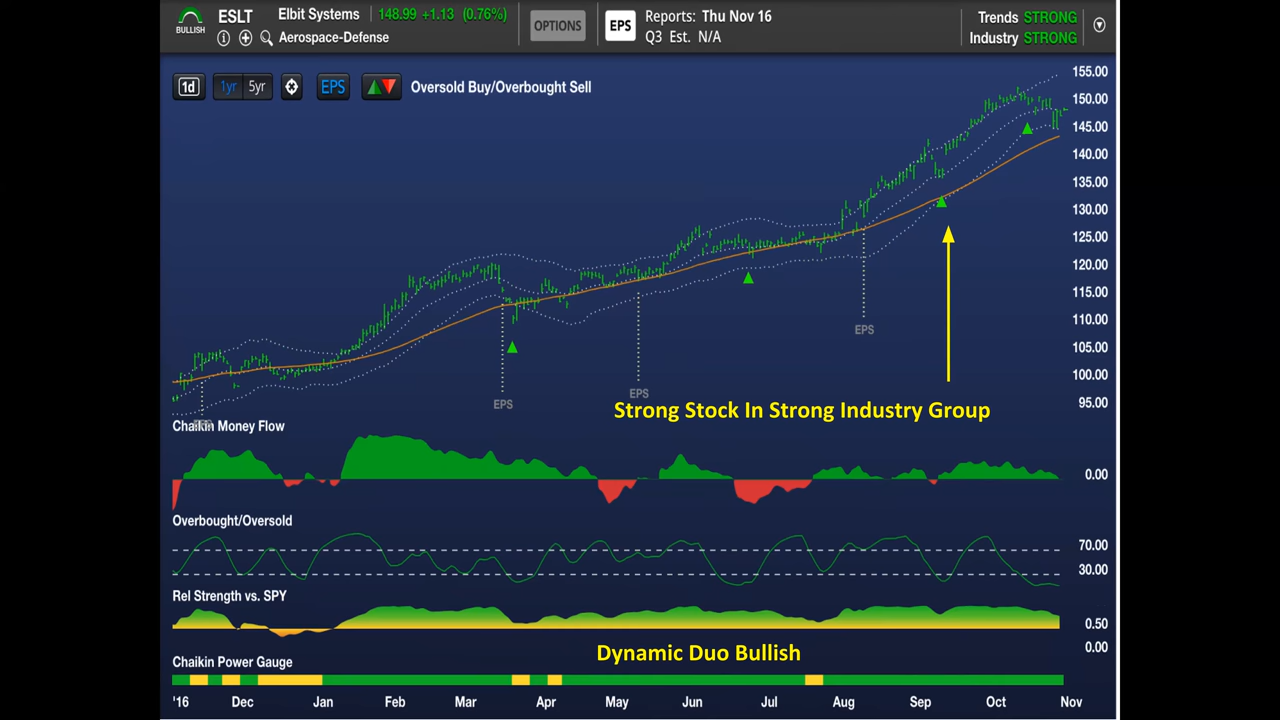 BULLISH
ESLT
Elbit Systems
148.99 +1.13 (0.76%)
Aerospace-Defense
OPTIONS
EPS
Reports: Thu Nov 16
Q3 Est. N/A
Trends STRONG
Industry STRONG
1d
1yr
5yr
EPS
Oversold Buy/Overbought Sell
155.00
150.00
145.00
140.00
135.00
130.00
125.00
120.00
115.00
110.00
105.00
100.00
95.00
EPS
EPS
EPS
Strong Stock In Strong Industry Group
Chaikin Money Flow
0.00
Overbought/Oversold
70.00
30.00
Rel Strength vs. SPY
0.50
0.00
Dynamic Duo Bullish
Chaikin Power Gauge
'16 Dec Jan Feb Mar Apr May Jun Jul Aug Sep Oct Nov